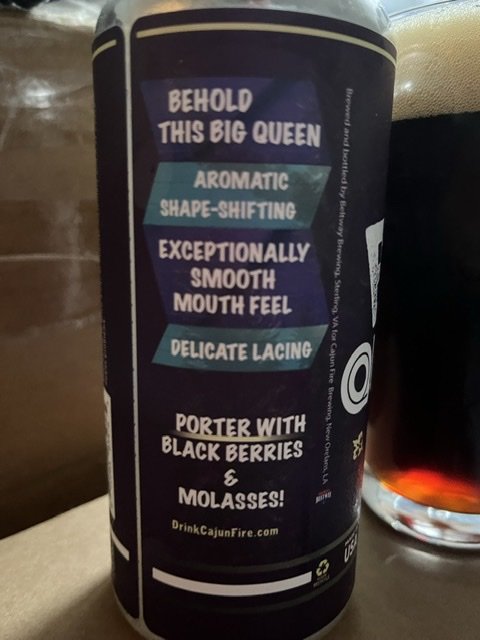 BEHOLD
THIS BIG QUEEN
AROMATIC
SHAPE-SHIFTING
EXCEPTIONALLY
SMOOTH
MOUTH FEEL
DELICATE LACING
PORTER WITH
BLACK BERRIES
&
MOLASSES!
DrinkCajunFire.com
Brewed and bottled by Beltway Brewing, Sterling, VA for Cajun Fire Brewing, New Orleans, LA
USA